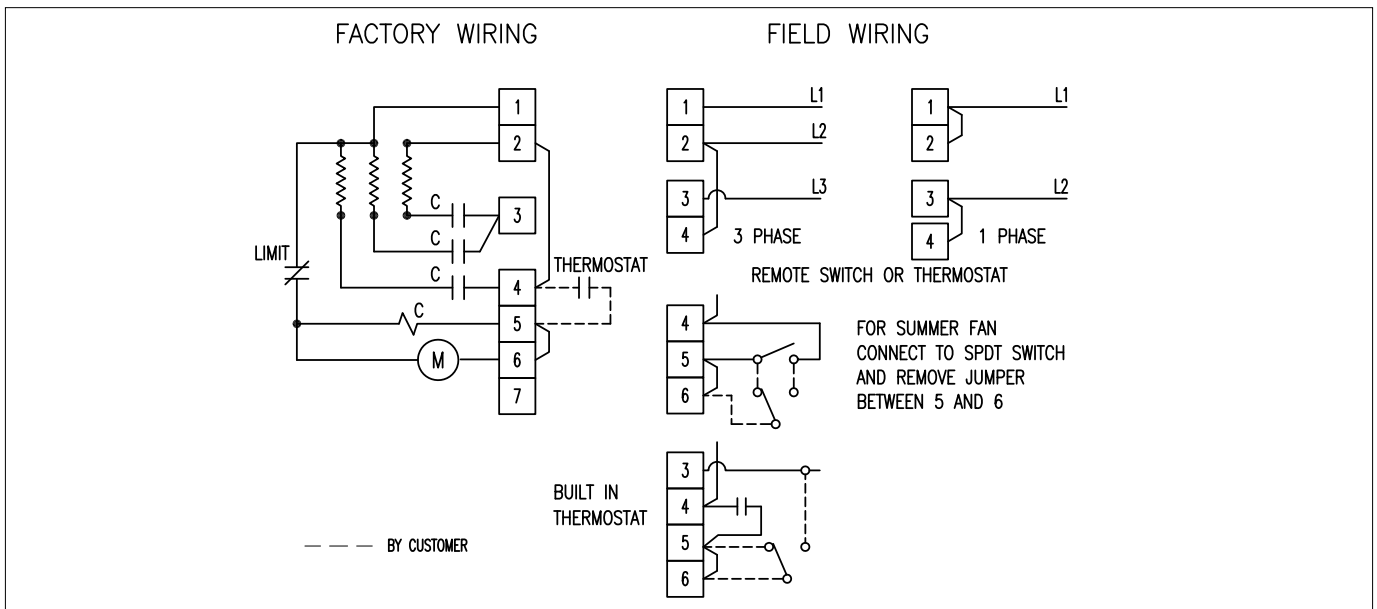 FACTORY WIRING
1
2
3
4
5
6
7
C
C
C
C
LIMIT
M
THERMOSTAT
FIELD WIRING
1
2
3
4
L1
L2
L3
3 PHASE
1
2
3
4
L1
L2
1 PHASE
REMOTE SWITCH OR THERMOSTAT
4
5
6
FOR SUMMER FAN
CONNECT TO SPDT SWITCH
AND REMOVE JUMPER
BETWEEN 5 AND 6
BUILT IN
THERMOSTAT
3
4
5
6
BY CUSTOMER